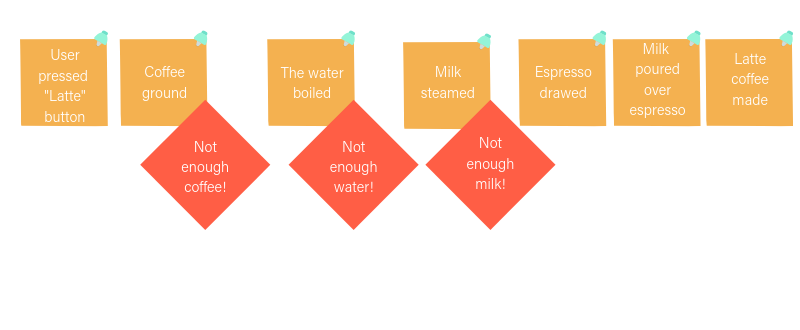 User
pressed
"Latte"
button
Coffee
ground
The water
boiled
Milk
steamed
Espresso
drawed
Milk
poured
over
espresso
Latte
coffee
made
Not
enough
coffee!
Not
enough
water!
Not
enough
milk!